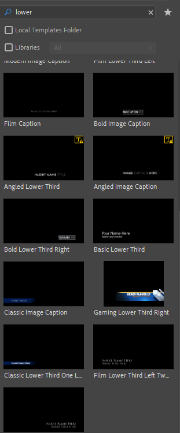 lower
Local Templates Folder
Libraries
All
Modern Image Caption
Film Lower Third Left
Film Caption
Bold Image Caption
Angled Lower Third
Angled Image Caption
Your Name Here
Bold Lower Third Right
Basic Lower Third
Classic Image Caption
Gaming Lower Third Right
Classic Lower Third One L...
Film Lower Third Left Tw...